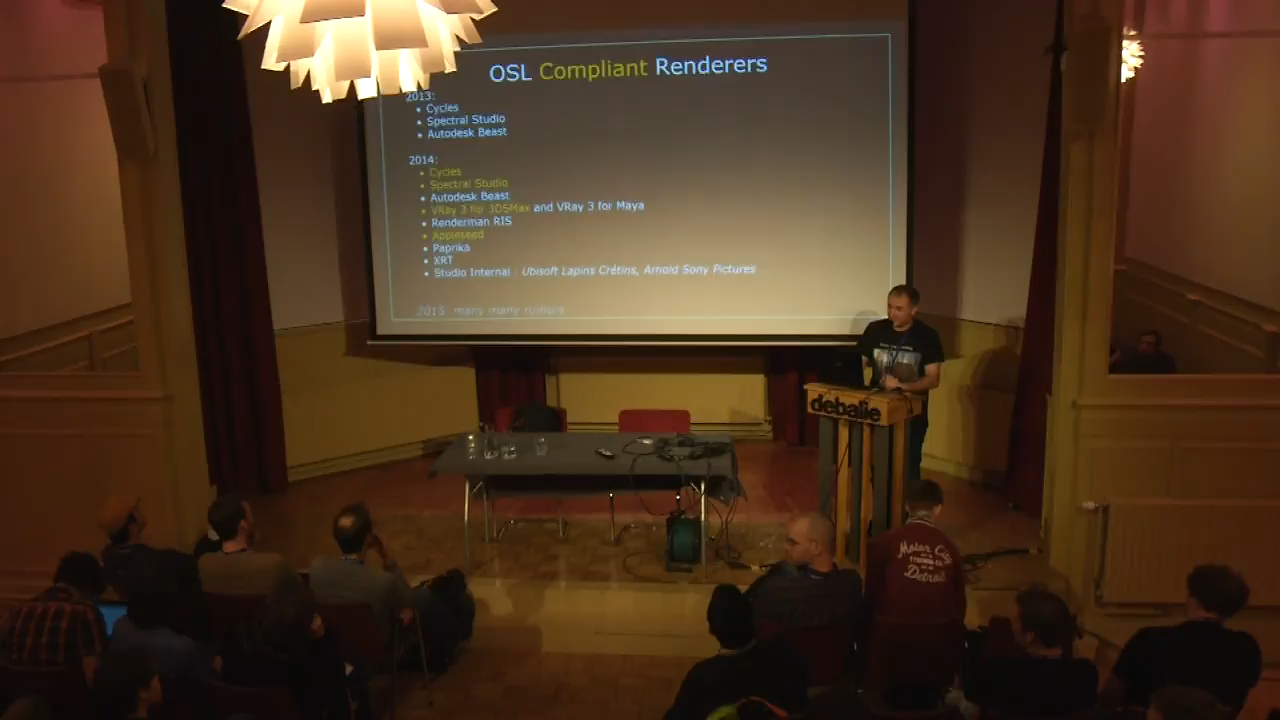 OSL Compliant Renderers
2013:
• Cycles
• Spectral Studio
• Autodesk Beast
2014:
• Cycles
• Spectral Studio
• Autodesk Beast
• VRay 3 for 3DSMax and VRay 3 for Maya
• Renderman RIS
• Appleseed
• Paprika
• XRT
• Studio Internal : Ubisoft Lapins Crétins, Arnold Sony Pictures
2015 many many rumors
debalie
Motor City
Detroit